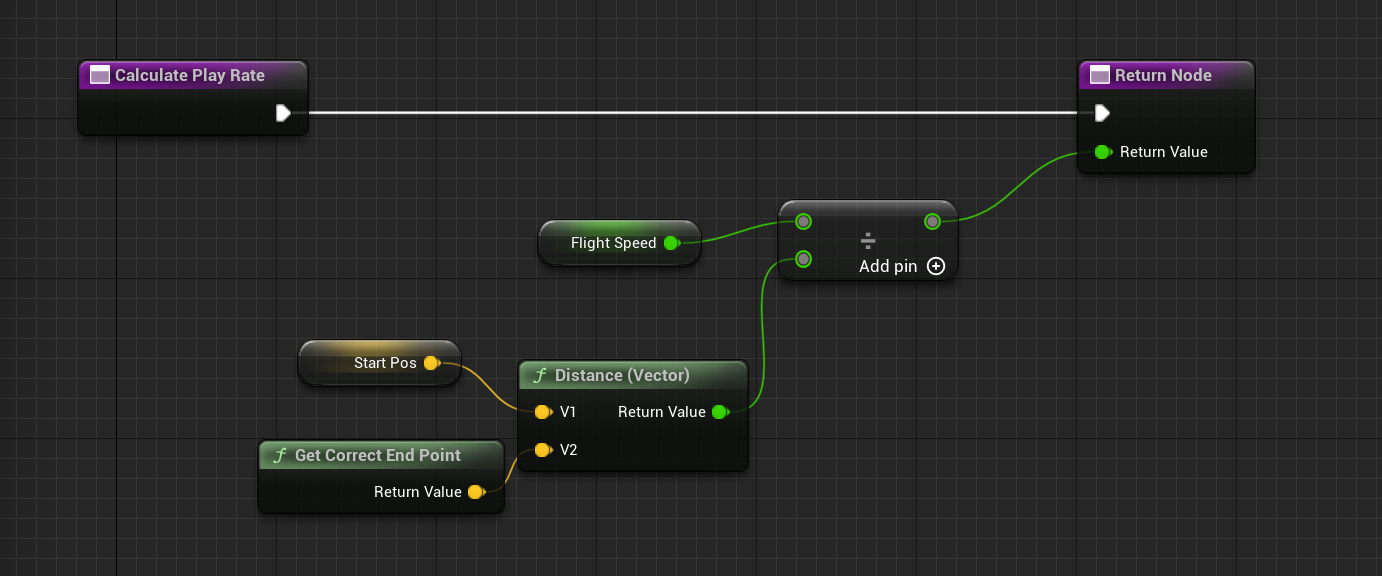 Calculate Play Rate
Return Node
Return Value
Flight Speed
÷
Add pin
Start Pos
f Distance (Vector)
V1 Return Value
V2
f Get Correct End Point
Return Value